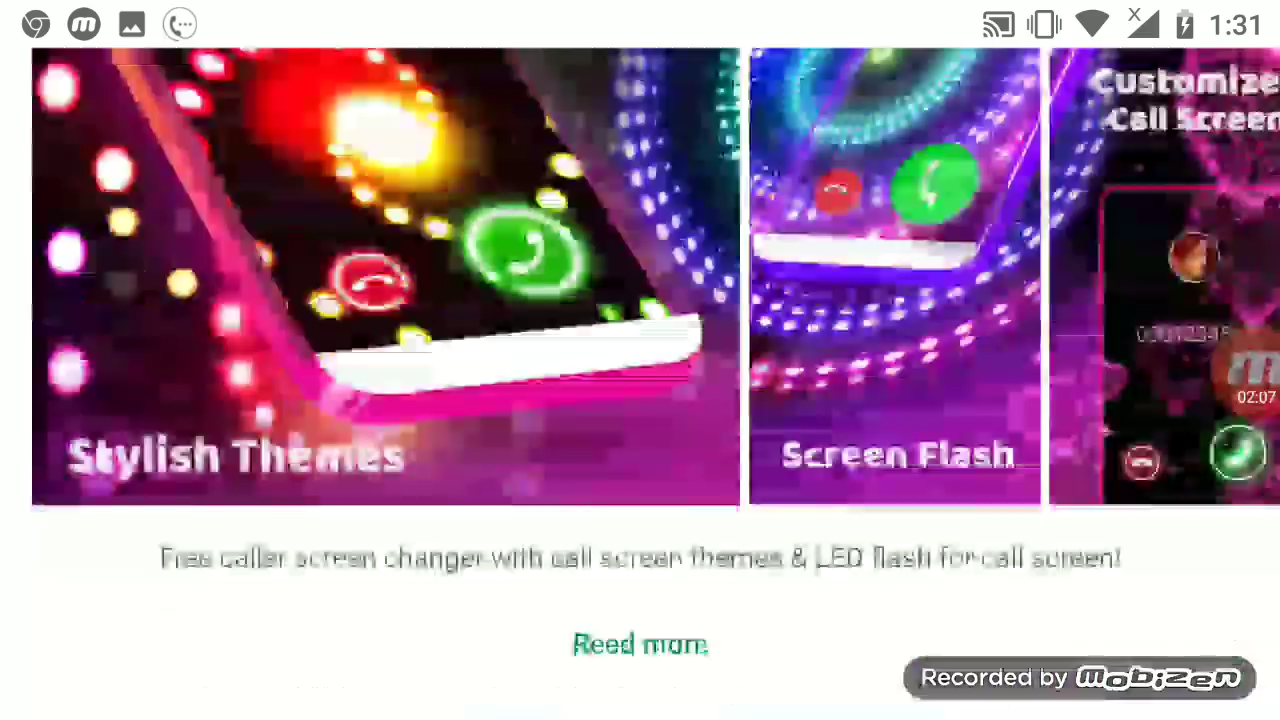 1:31
Customize
Call Screen
02:07
Stylish Themes
Screen Flash
Free caller screen changer with call screen themes & LED flash for call screen!
Read more
Recorded by mobizen